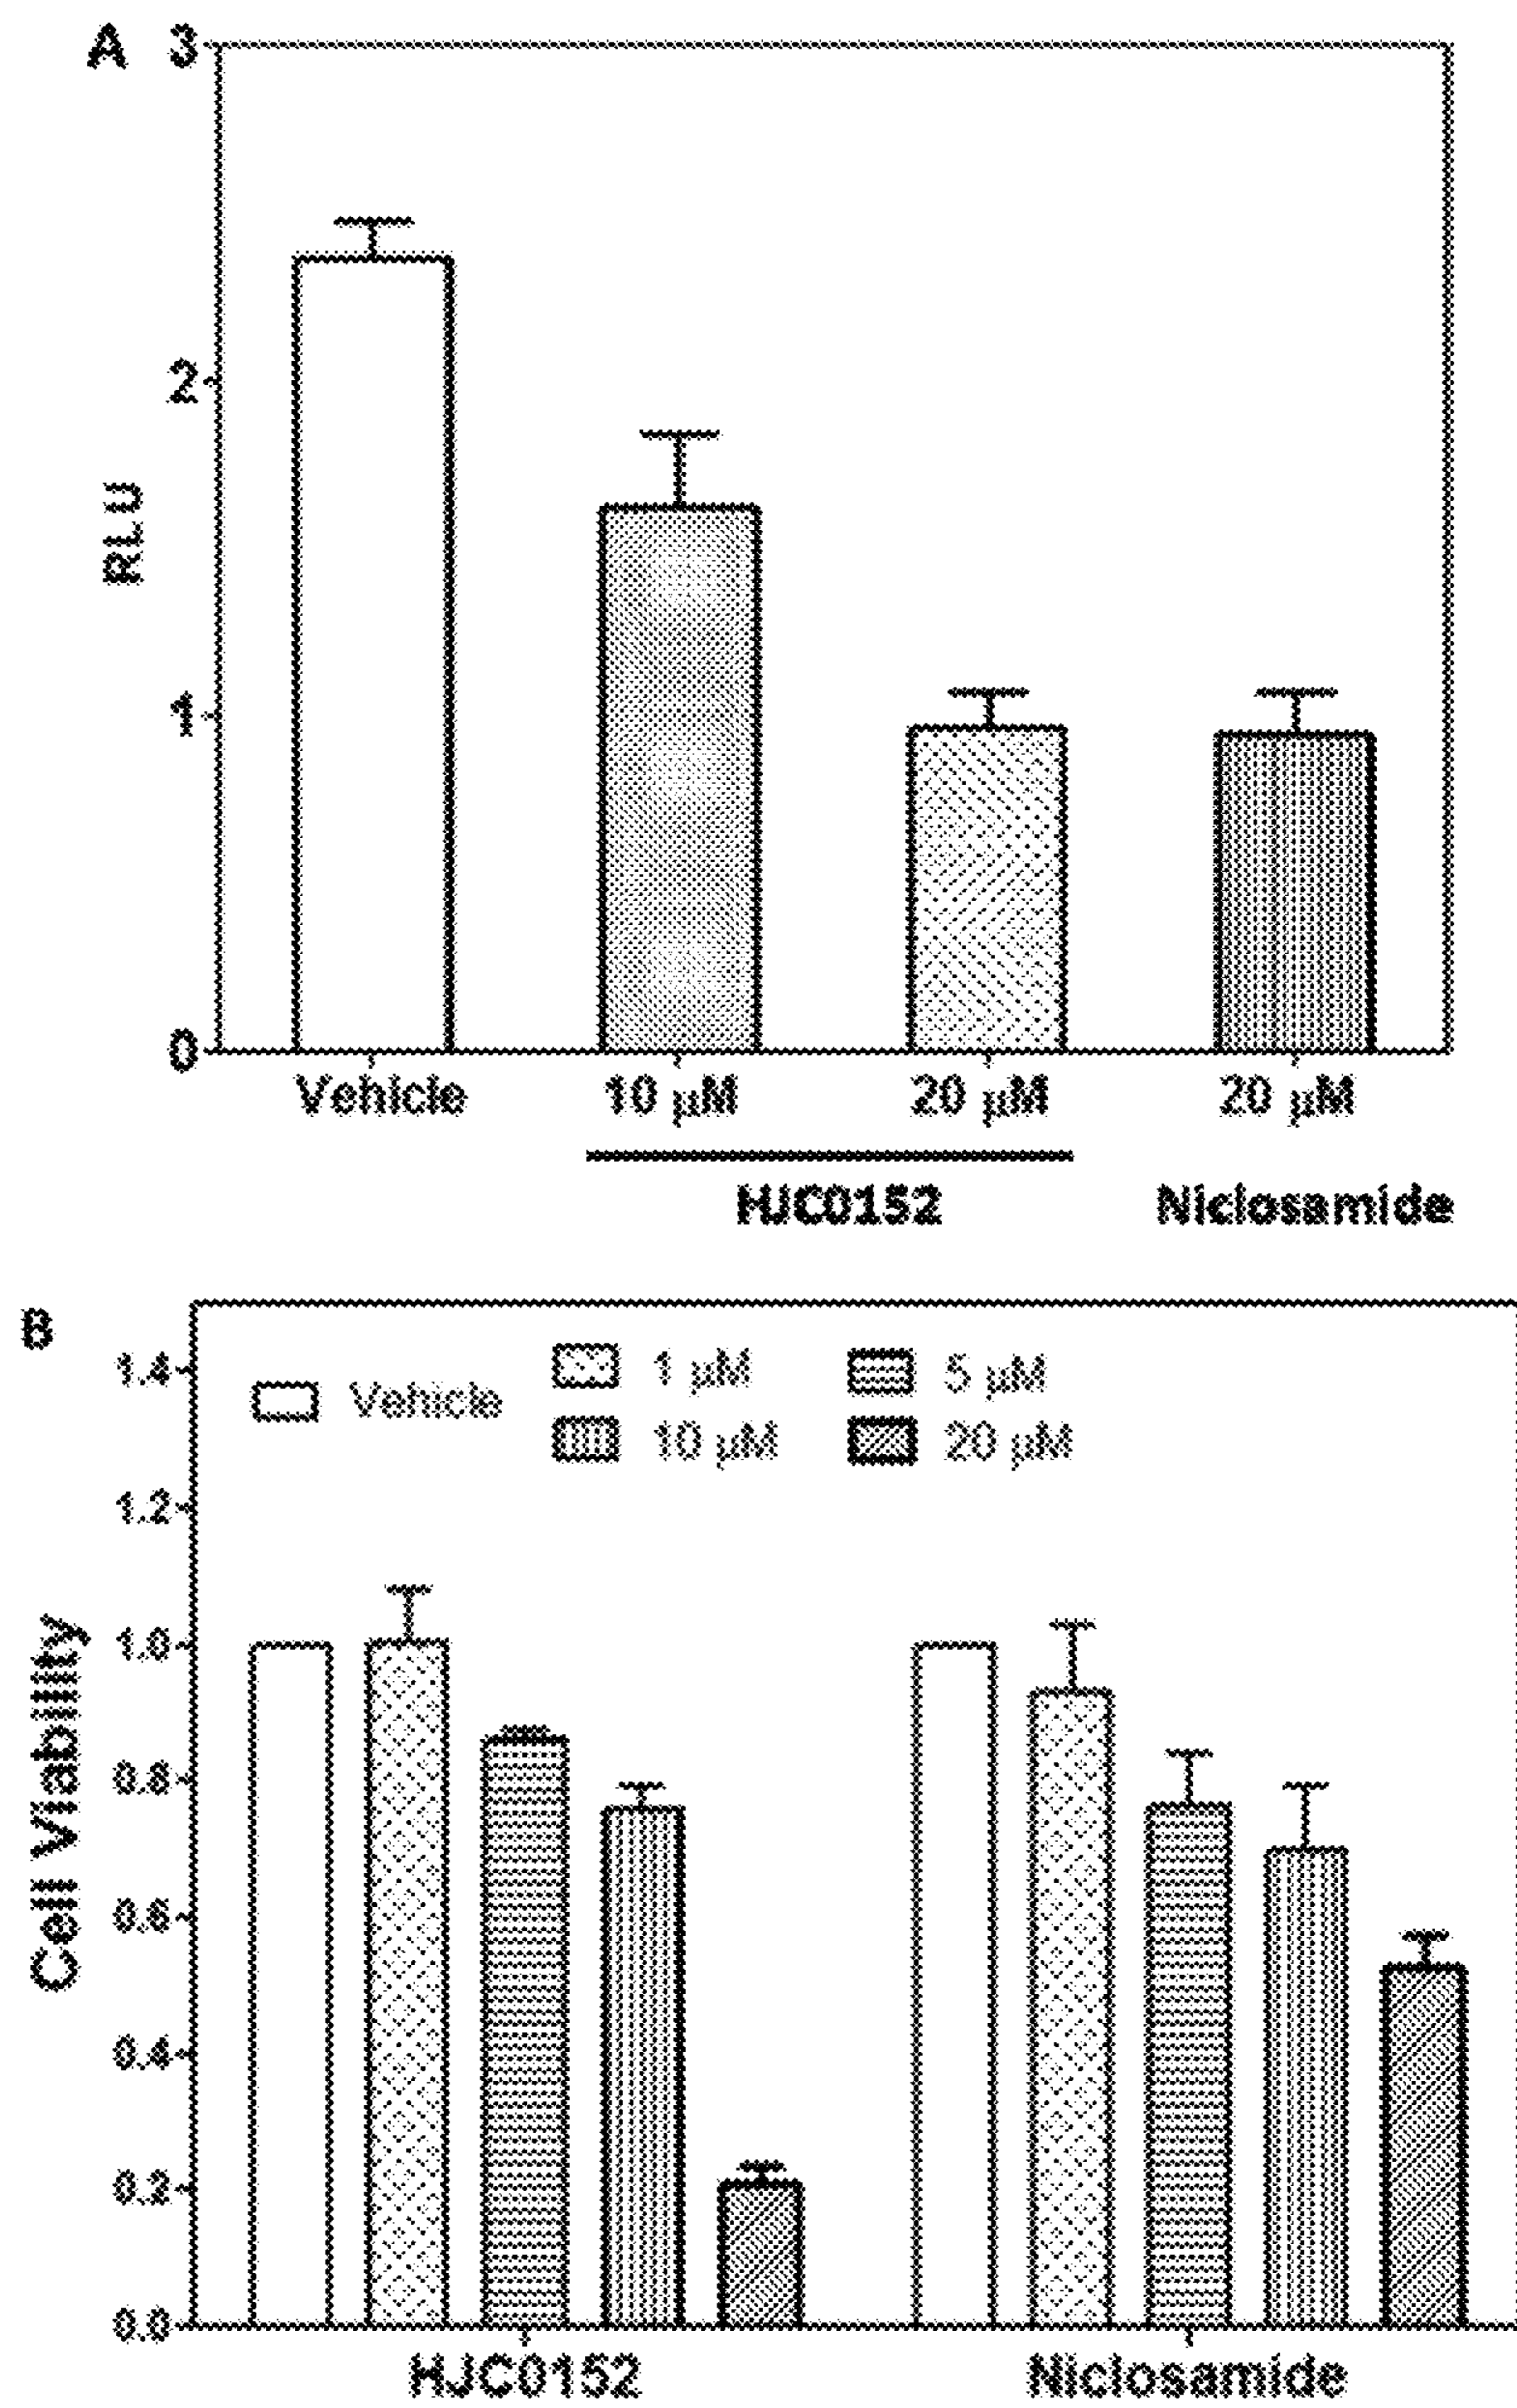 A
3
2
1
0
RLU
Vehicle 10 μM 20 μM 20 μM
HJC0152 Niclosamide
B
1.4
1.2
1.0
0.8
0.6
0.4
0.2
0.0
Cell Viability
Vehicle 1 μM 5 μM
10 μM 20 μM
HJC0152 Niclosamide